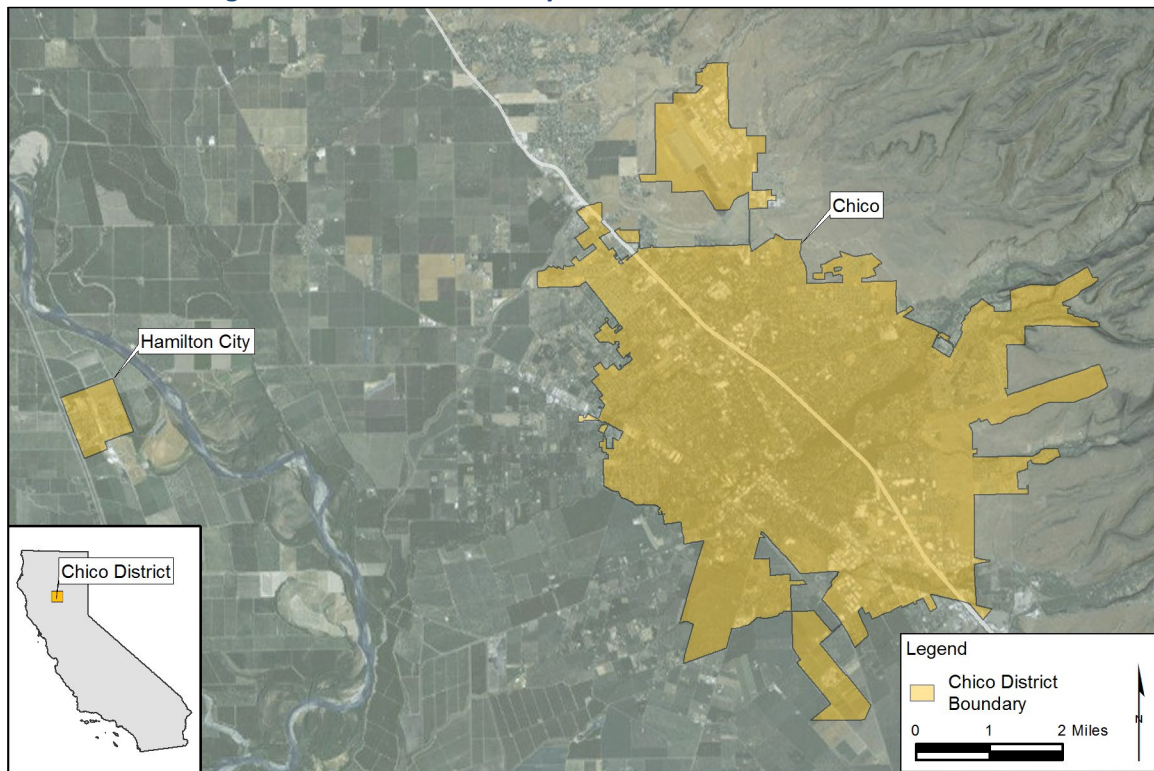 Chico
Hamilton City
Chico District
Legend
Chico District
Boundary
0 1 2 Miles
N